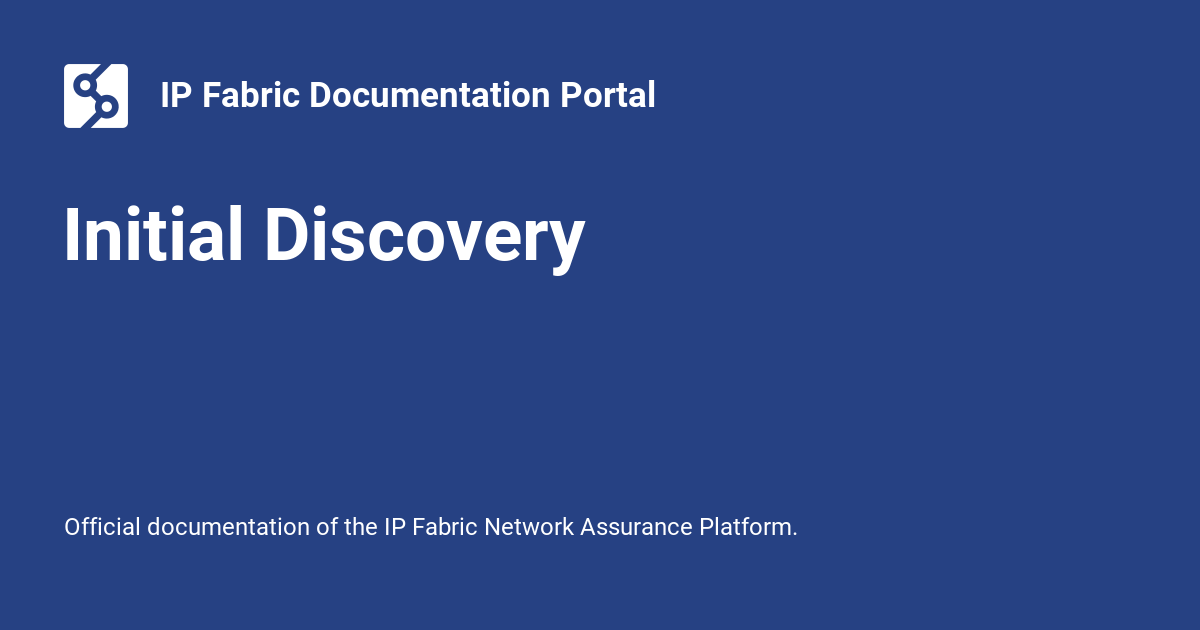 IP Fabric Documentation Portal
Initial Discovery
Official documentation of the IP Fabric Network Assurance Platform.